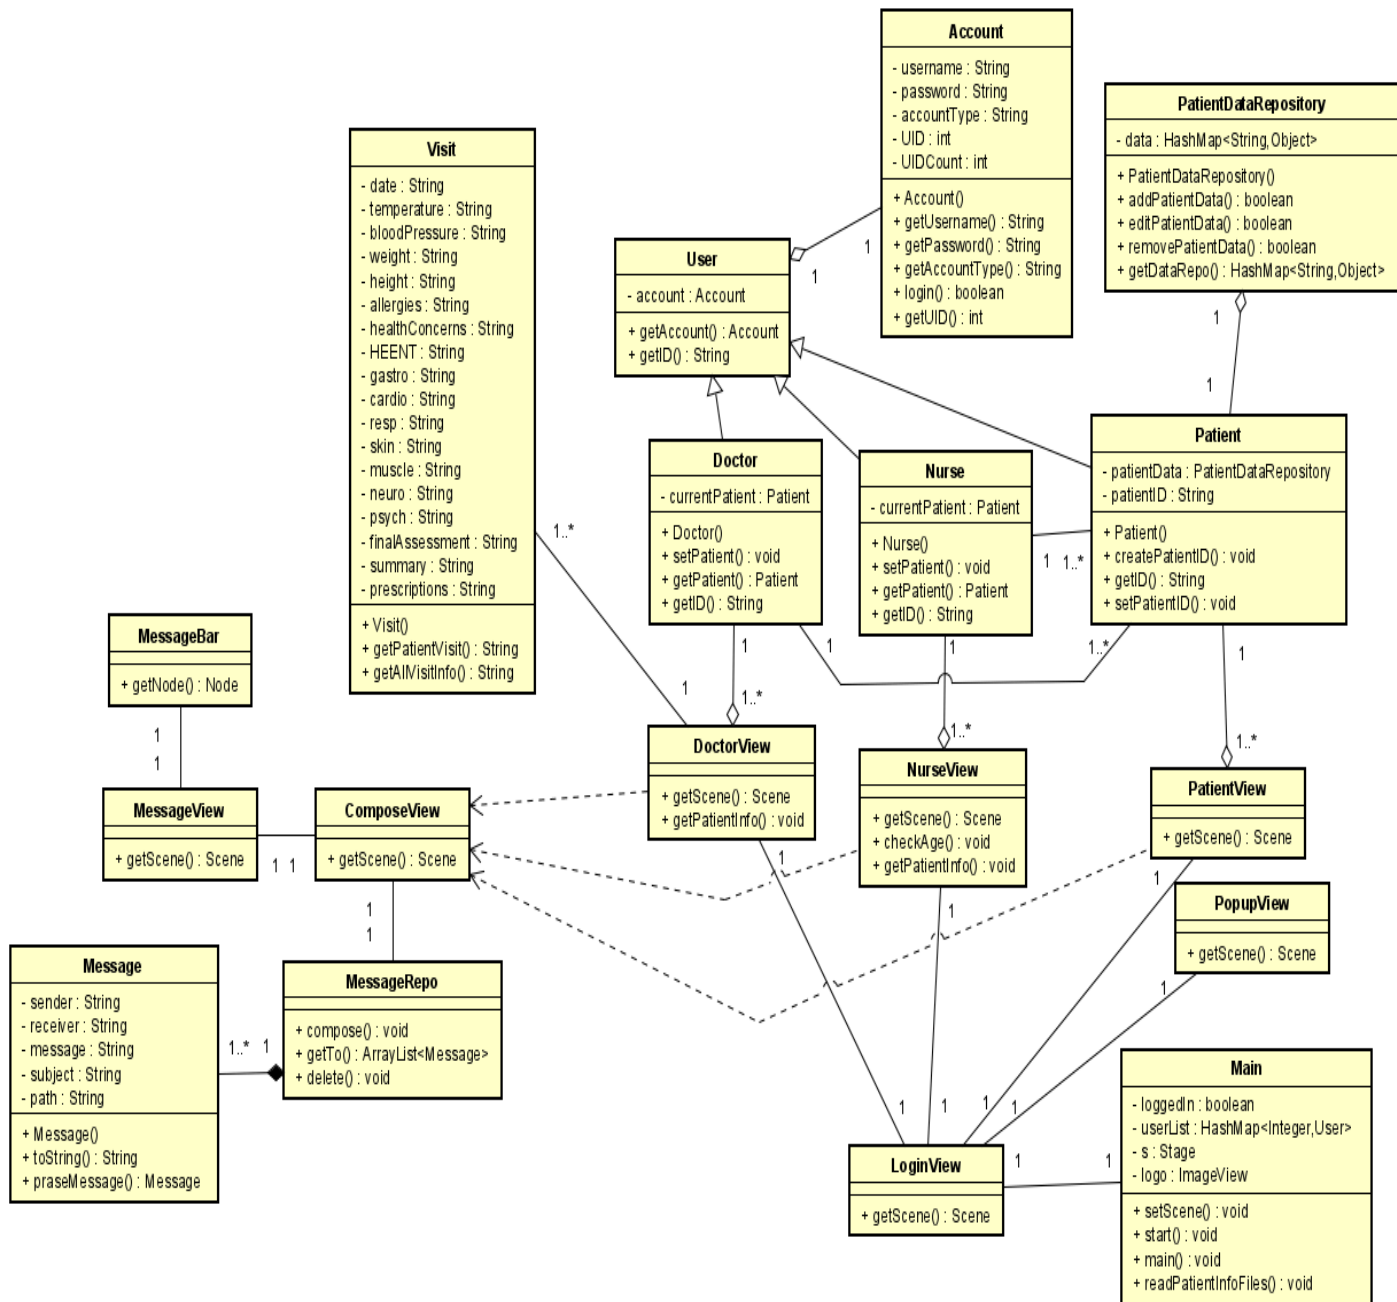 Account
- username : String
- password : String
- accountType : String
- UID : int
- UIDCount : int
+ Account()
+ getUsername() : String
+ getPassword() : String
+ getAccountType() : String
+ login() : boolean
+ getUID() : int
PatientDataRepository
- data : HashMap<String,Object>
+ PatientDataRepository()
+ addPatientData() : boolean
+ editPatientData() : boolean
+ removePatientData() : boolean
+ getDataRepo() : HashMap<String,Object>
Visit
- date : String
- temperature : String
- bloodPressure : String
- weight : String
- height : String
- allergies : String
- healthConcerns : String
- HEENT : String
- gastro : String
- cardio : String
- resp : String
- skin : String
- muscle : String
- neuro : String
- psych : String
- finalAssessment : String
- summary : String
- prescriptions : String
+ Visit()
+ getPatientVisit() : String
+ getAllVisitInfo() : String
User
- account : Account
+ getAccount() : Account
+ getID() : String
1
1
1
1
Doctor
- currentPatient : Patient
+ Doctor()
+ setPatient() : void
+ getPatient() : Patient
+ getID() : String
Nurse
- currentPatient : Patient
+ Nurse()
+ setPatient() : void
+ getPatient() : Patient
+ getID() : String
Patient
- patientData : PatientDataRepository
- patientID : String
+ Patient()
+ createPatientID() : void
+ getID() : String
+ setPatientID() : void
1..*
1
1..*
1
1
1
1..*
1
1
1..*
1..*
1..*
MessageBar
+ getNode() : Node
1
1
MessageView
+ getScene() : Scene
ComposeView
+ getScene() : Scene
1 1
DoctorView
+ getScene() : Scene
+ getPatientInfo() : void
NurseView
+ getScene() : Scene
+ checkAge() : void
+ getPatientInfo() : void
PatientView
+ getScene() : Scene
PopupView
+ getScene() : Scene
1
1
1
1
1
1
Message
- sender : String
- receiver : String
- message : String
- subject : String
- path : String
+ Message()
+ toString() : String
+ praseMessage() : Message
1..* 1
MessageRepo
+ compose() : void
+ getTo() : ArrayList<Message>
+ delete() : void
1
1
1
1
LoginView
+ getScene() : Scene
1
1
Main
- loggedIn : boolean
- userList : HashMap<Integer,User>
- s : Stage
- logo : ImageView
+ setScene() : void
+ start() : void
+ main() : void
+ readPatientInfoFiles() : void